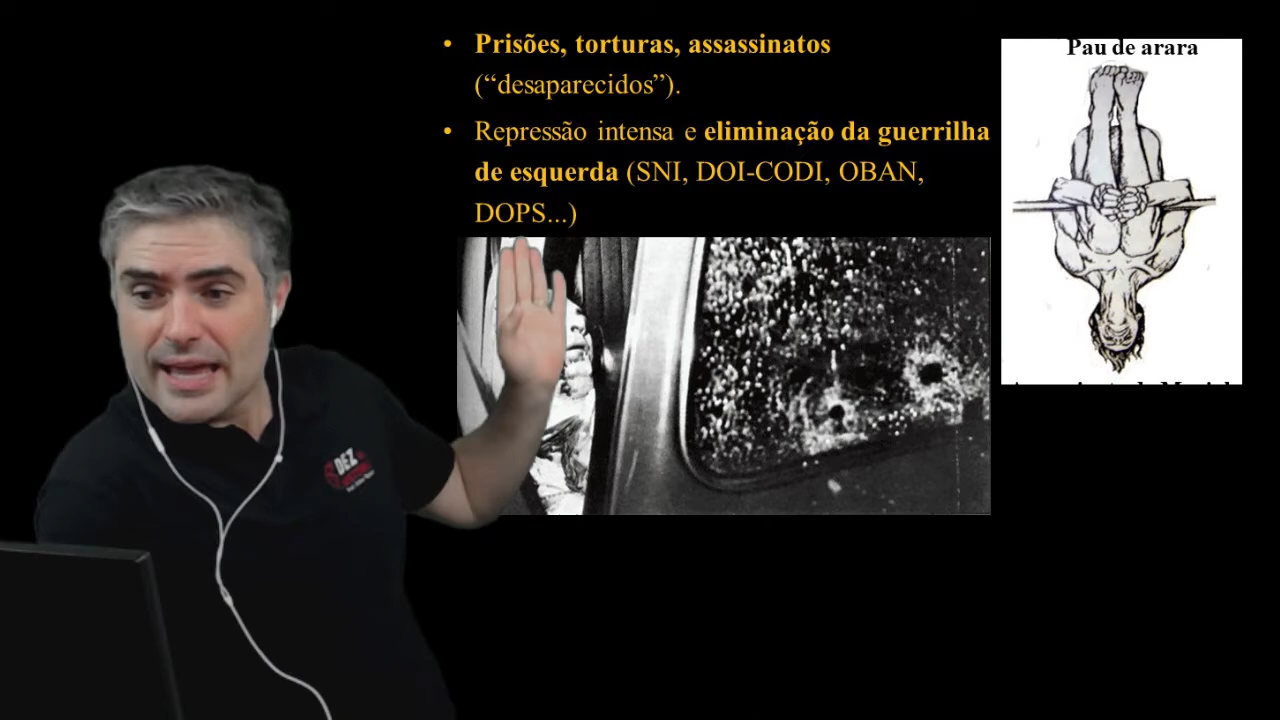 • Prisões, torturas, assassinatos
(“desaparecidos”).
• Repressão intensa e eliminação da guerrilha
de esquerda (SNI, DOI-CODI, OBAN,
DOPS...)
Pau de arara
DEZ